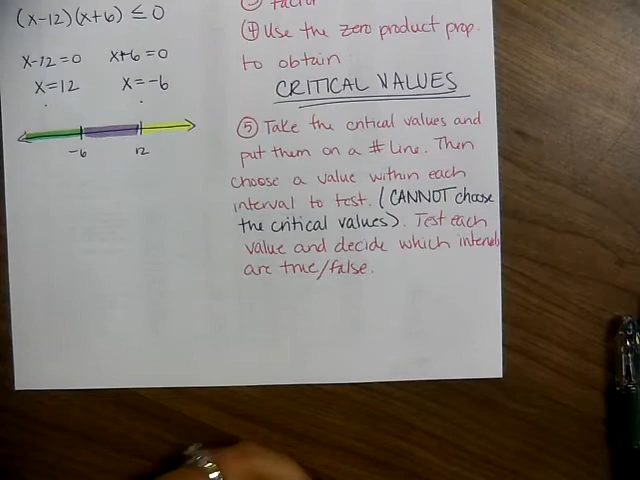 (x-12)(x+6) ≤ 0
x-12=0 x+6=0
x=12 x=-6
-6 12
③ factor
④ Use the zero product prop.
to obtain
CRITICAL VALUES
⑤ Take the critical values and
put them on a # line. Then
choose a value within each
interval to test. (CANNOT choose
the critical values). Test each
value and decide which intervals
are true/false.